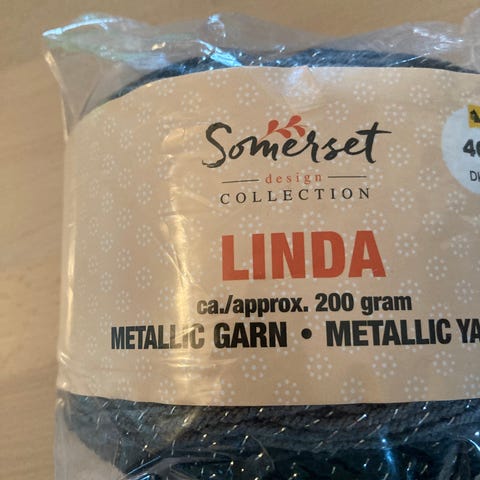 Somerset
design
COLLECTION
LINDA
ca./approx. 200 gram
METALLIC GARN • METALLIC